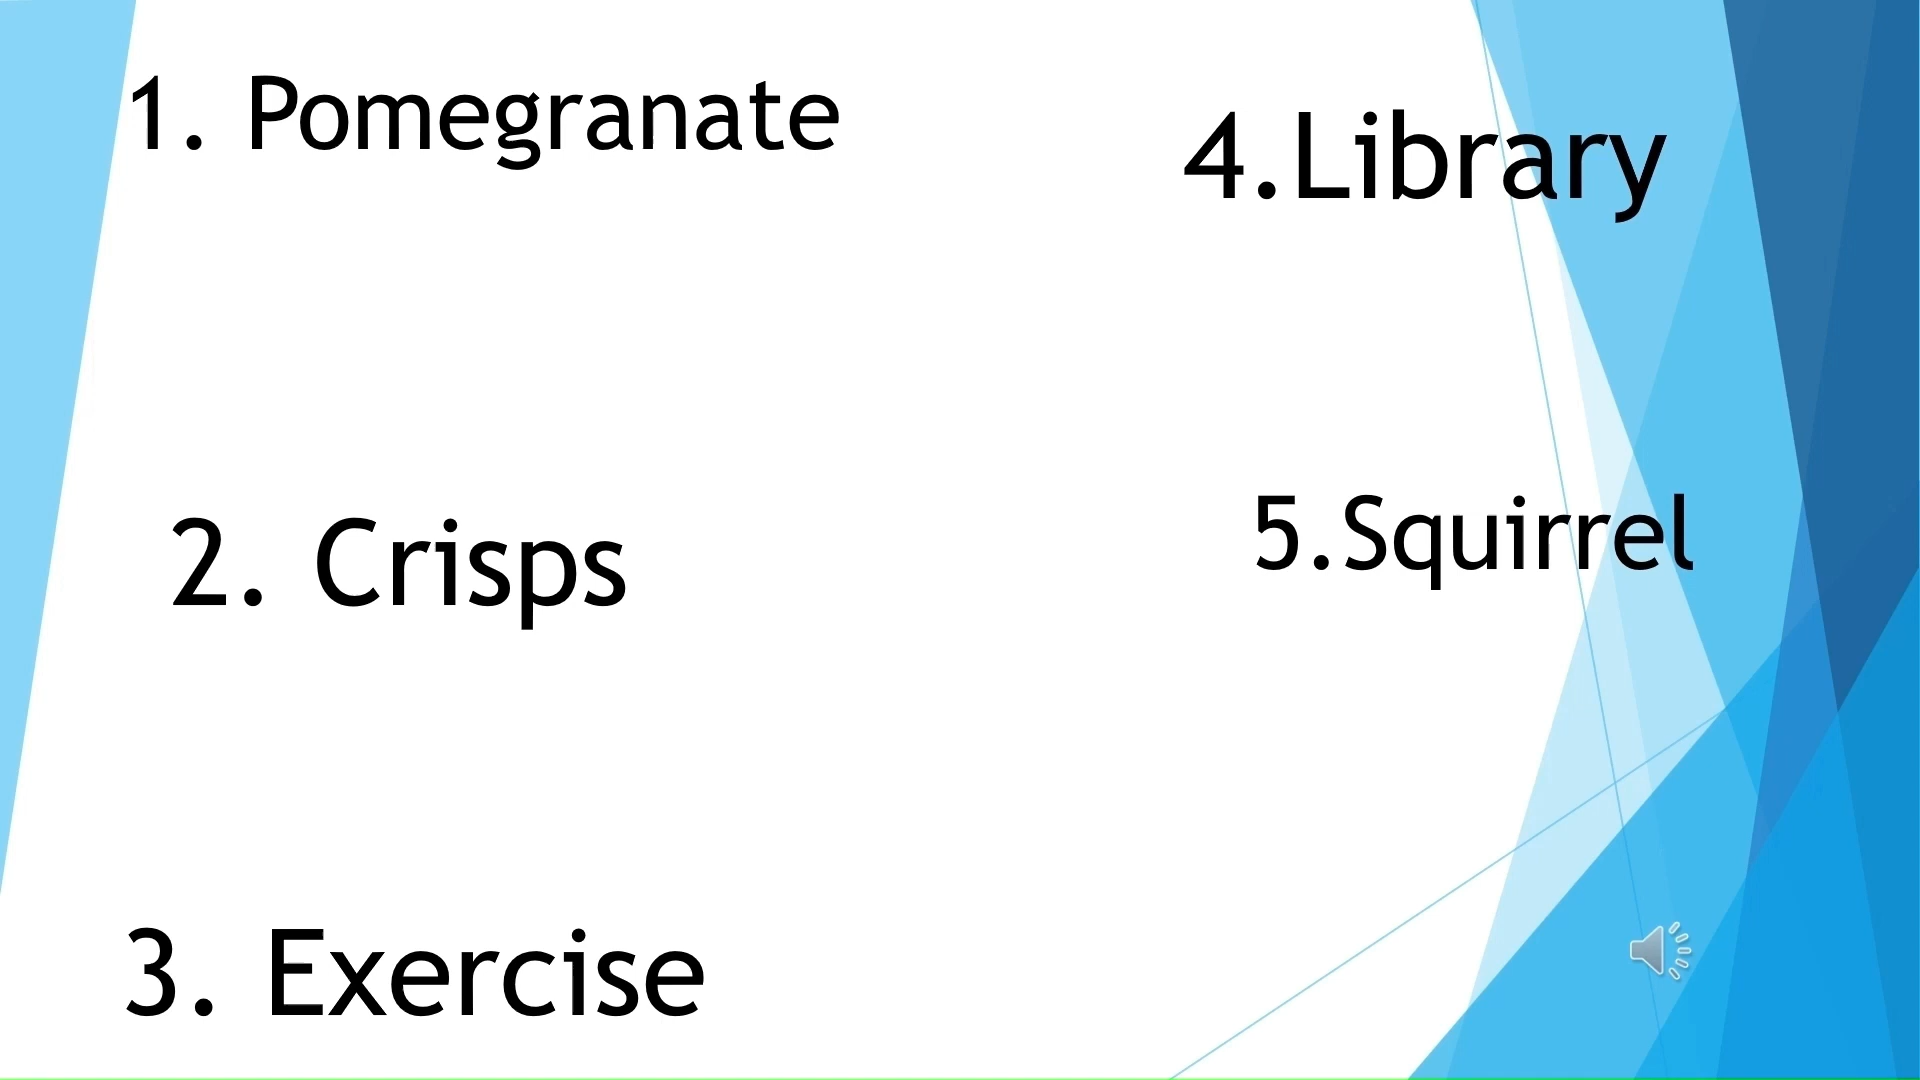 1. Pomegranate
2. Crisps
3. Exercise
4.Library
5.Squirrel